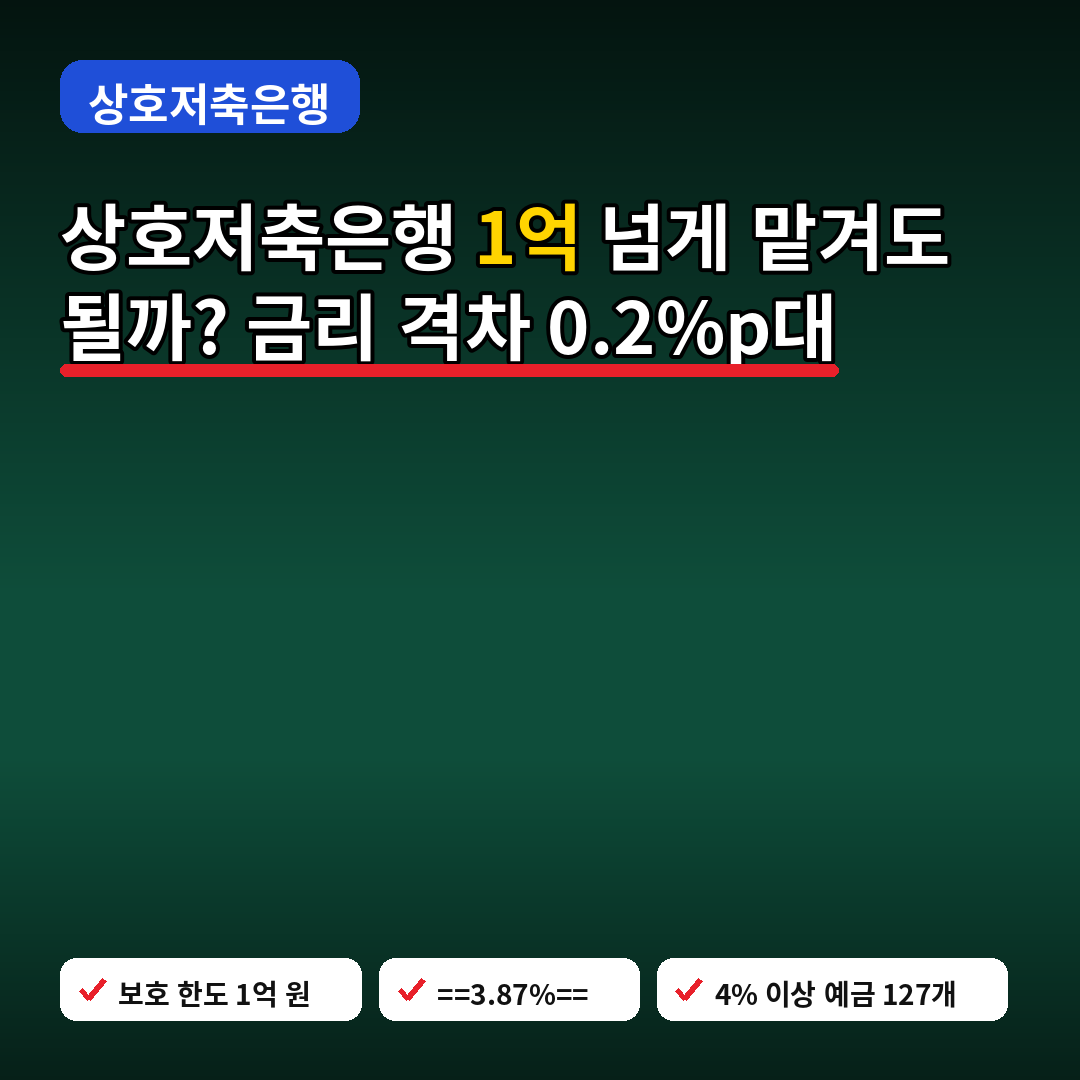 상호저축은행
상호저축은행 1억 넘게 맡겨도
될까? 금리 격차 0.2%p대
보호 한도 1억 원
==3.87%==
4% 이상 예금 127개